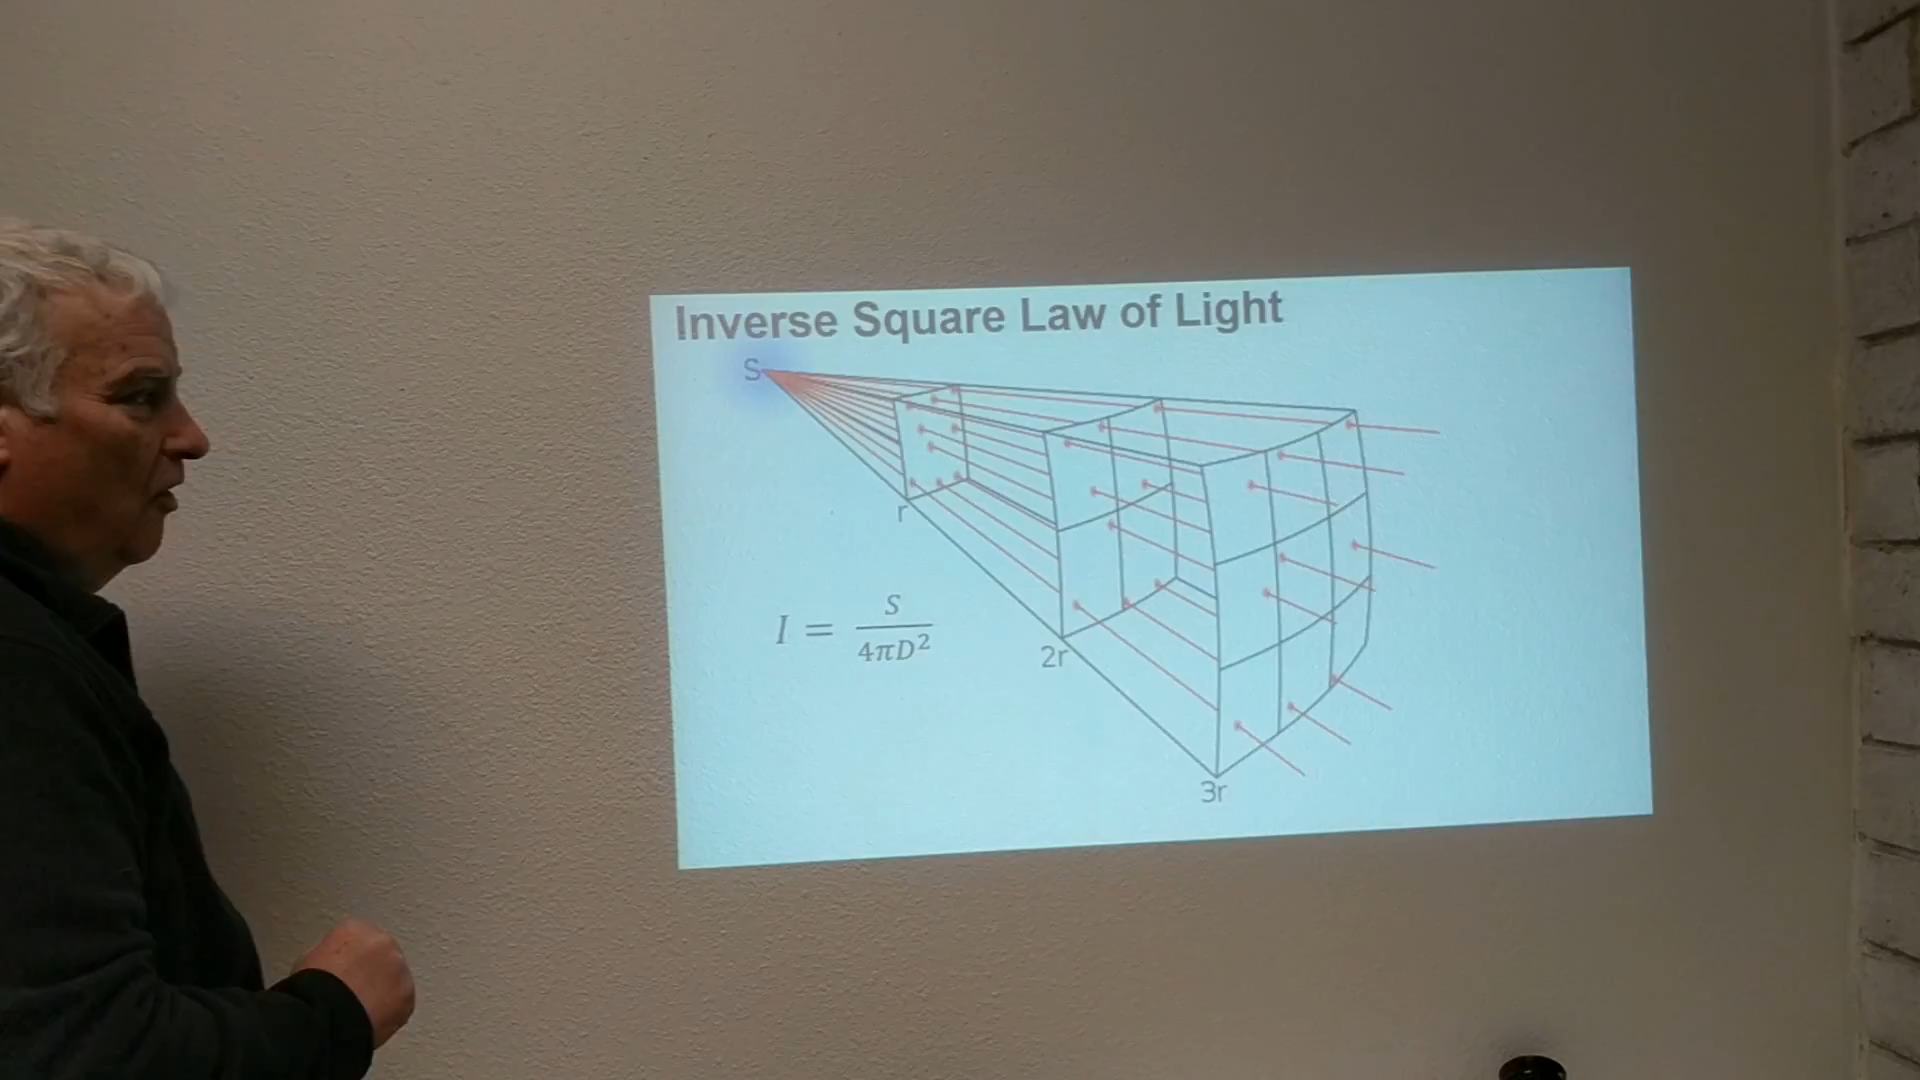 Inverse Square Law of Light
S
r
I = S / 4πD²
2r
3r